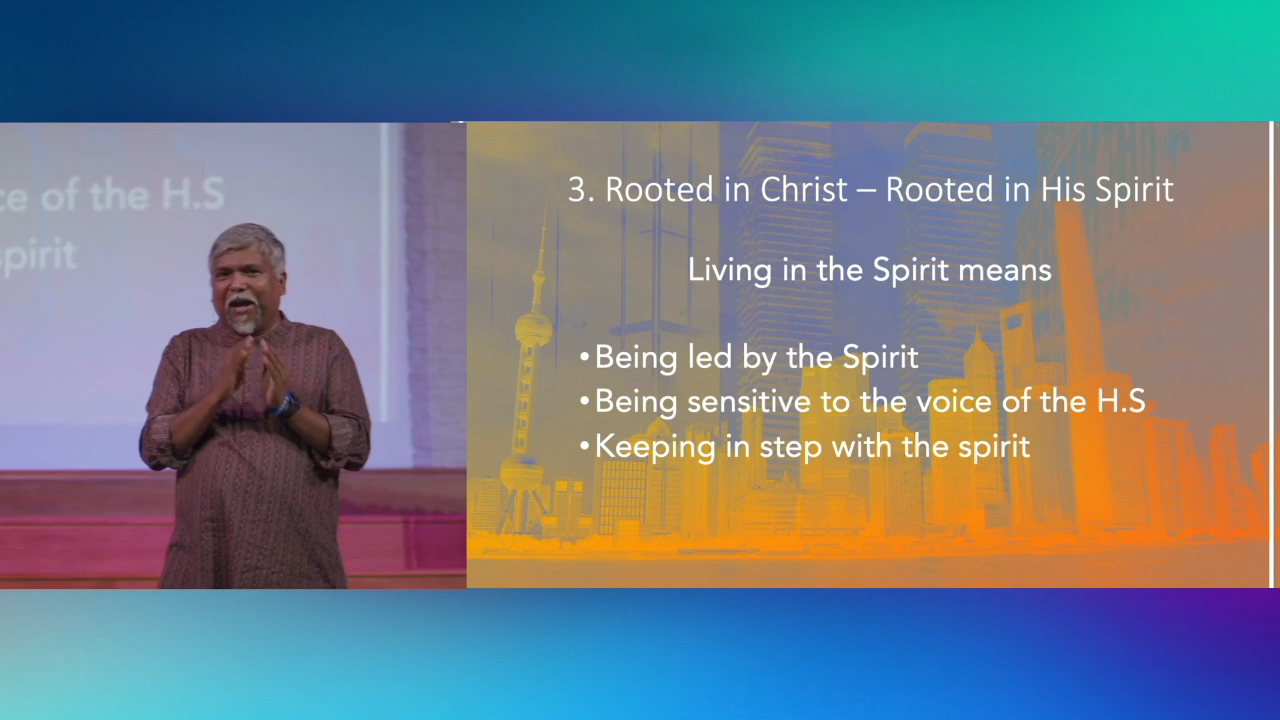 ce of the H.S
spirit
3. Rooted in Christ – Rooted in His Spirit
Living in the Spirit means
•Being led by the Spirit
•Being sensitive to the voice of the H.S
•Keeping in step with the spirit